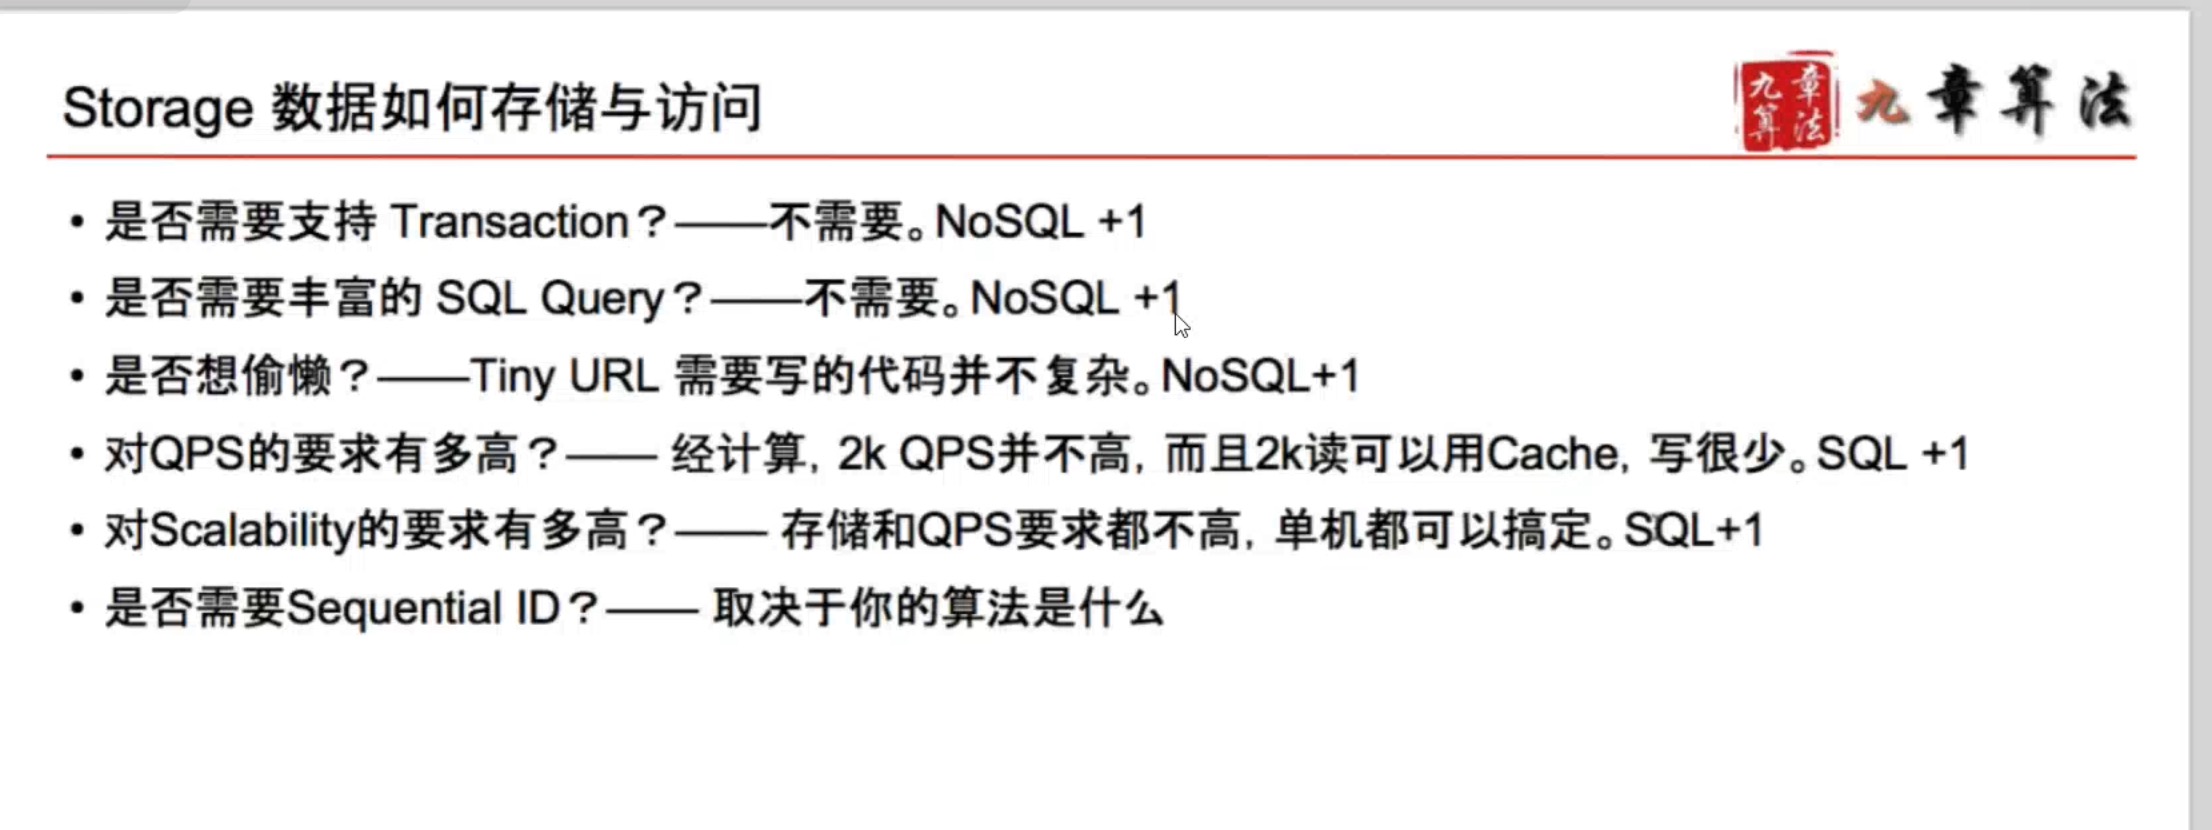 Storage 数据如何存储与访问
九章算法
九章算法
• 是否需要支持 Transaction？——不需要。NoSQL +1
• 是否需要丰富的 SQL Query？——不需要。NoSQL +1
• 是否想偷懒？——Tiny URL 需要写的代码并不复杂。NoSQL+1
• 对QPS的要求有多高？—— 经计算, 2k QPS并不高, 而且2k读可以用Cache, 写很少。SQL +1
• 对Scalability的要求有多高？—— 存储和QPS要求都不高, 单机都可以搞定。SQL+1
• 是否需要Sequential ID？—— 取决于你的算法是什么